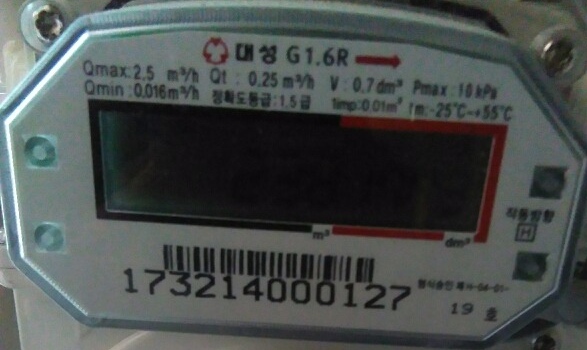 대성 G1.6R
Qmax:2.5 m³/h Qt : 0.25 m³/h V : 0.7dm³ Pmax : 10 kPa
Qmin : 0.016m³/h 정확도등급:1.5 급 1imp:0.01m³ tm:-25℃~+55℃
작동방향
H
m³ dm³
173214000127
19 호